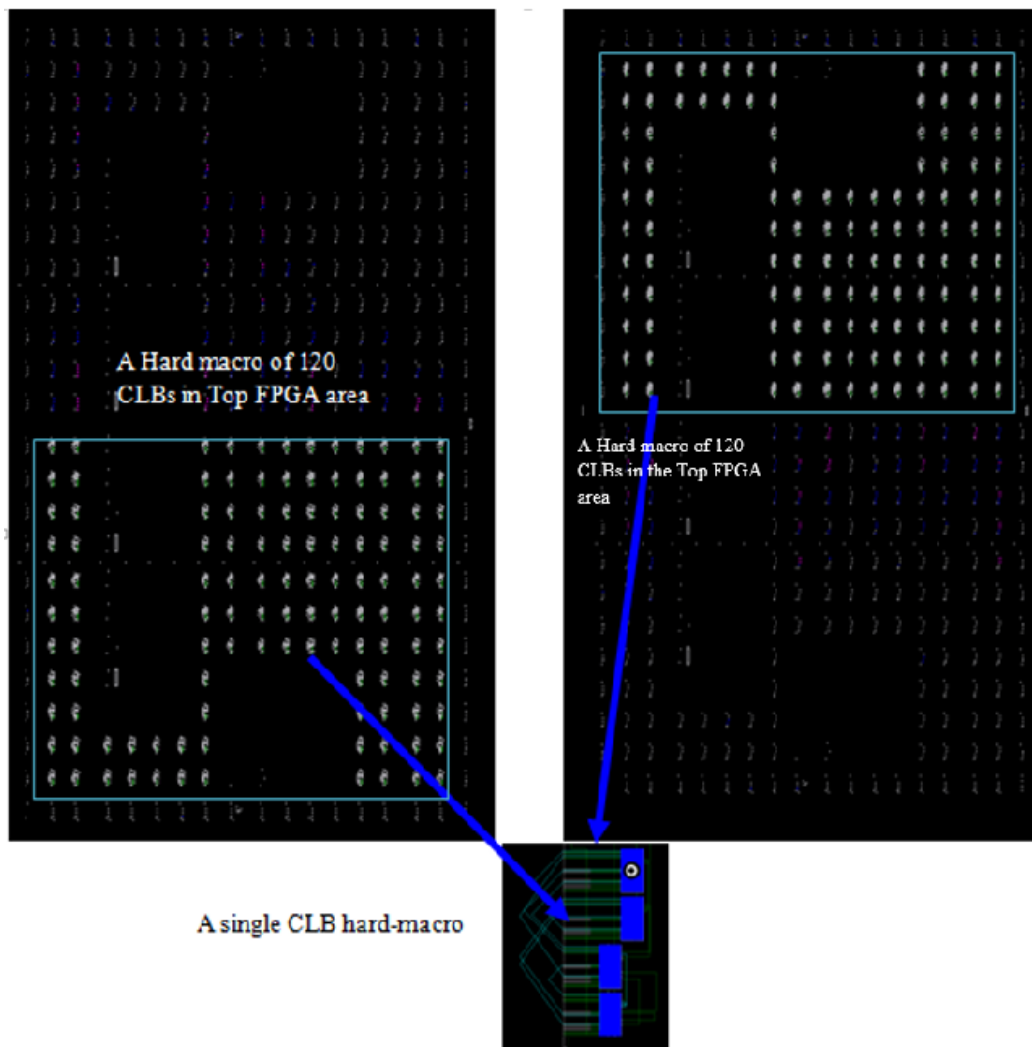 A Hard macro of 120
CLBs in Top FPGA area
A Hard macro of 120
CLBs in the Top FPGA
area
A single CLB hard-macro